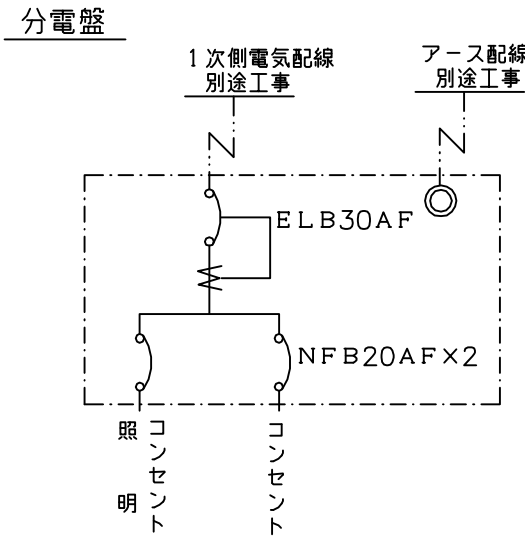 分電盤
1次側電気配線
別途工事
アース配線
別途工事
ELB30AF
NFB20AF×2
照明
コンセント
コンセント